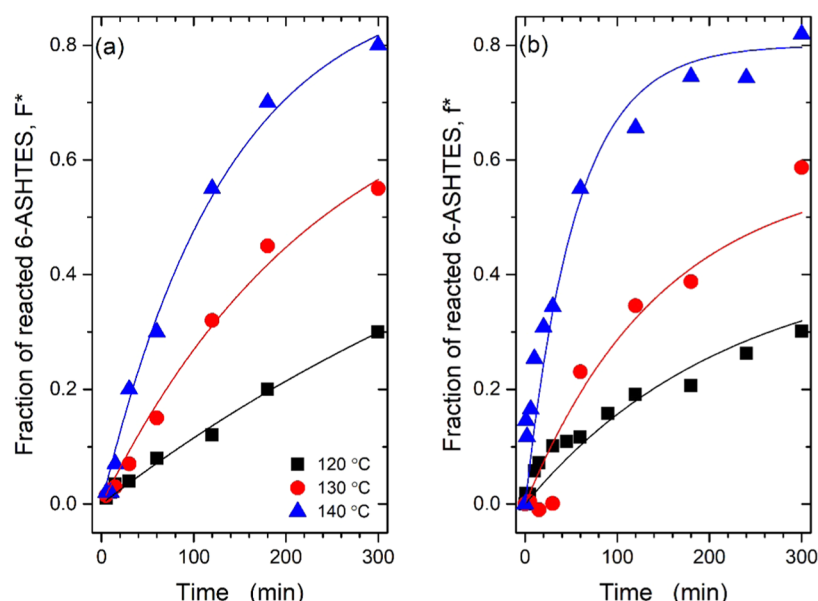 (a)
Fraction of reacted 6-ASHTES, F*
0.8
0.6
0.4
0.2
0.0
120 °C
130 °C
140 °C
0 100 200 300
Time (min)
(b)
Fraction of reacted 6-ASHTES, f*
0.8
0.6
0.4
0.2
0.0
0 100 200 300
Time (min)